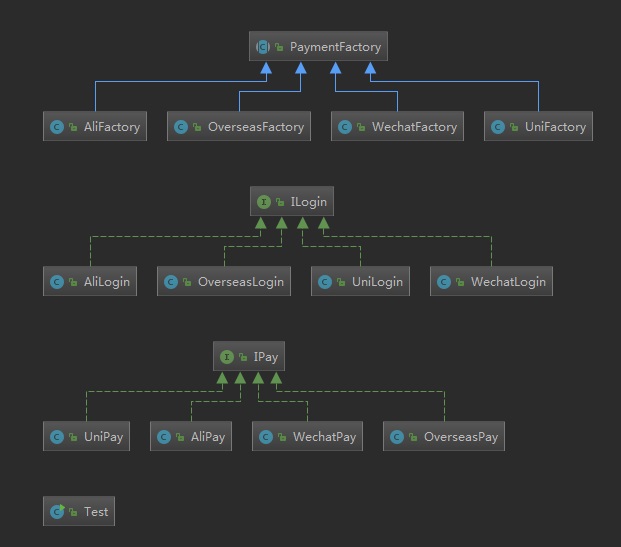 PaymentFactory
AliFactory OverseasFactory WechatFactory UniFactory
ILogin
AliLogin OverseasLogin UniLogin WechatLogin
IPay
UniPay AliPay WechatPay OverseasPay
Test